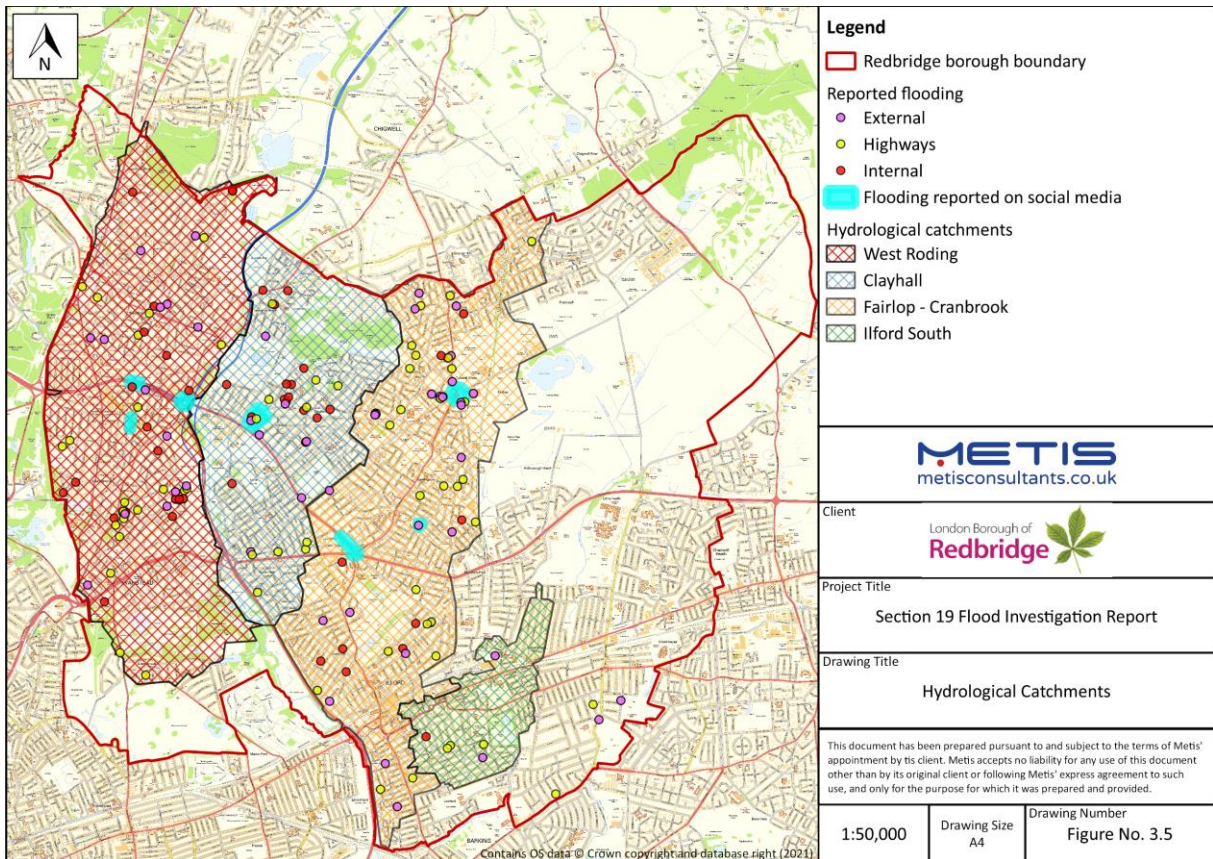 N
CHIGWELL
WANSTEAD
ILFORD
BARKING
Contains OS data © Crown copyright and database right (2021)
Legend
Redbridge borough boundary
Reported flooding
External
Highways
Internal
Flooding reported on social media
Hydrological catchments
West Roding
Clayhall
Fairlop - Cranbrook
Ilford South
METIS
metisconsultants.co.uk
Client
London Borough of
Redbridge
Project Title
Section 19 Flood Investigation Report
Drawing Title
Hydrological Catchments
This document has been prepared pursuant to and subject to the terms of Metis'
appointment by tis client. Metis accepts no liability for any use of this document
other than by its original client or following Metis' express agreement to such
use, and only for the purpose for which it was prepared and provided.
1:50,000
Drawing Size
A4
Drawing Number
Figure No. 3.5